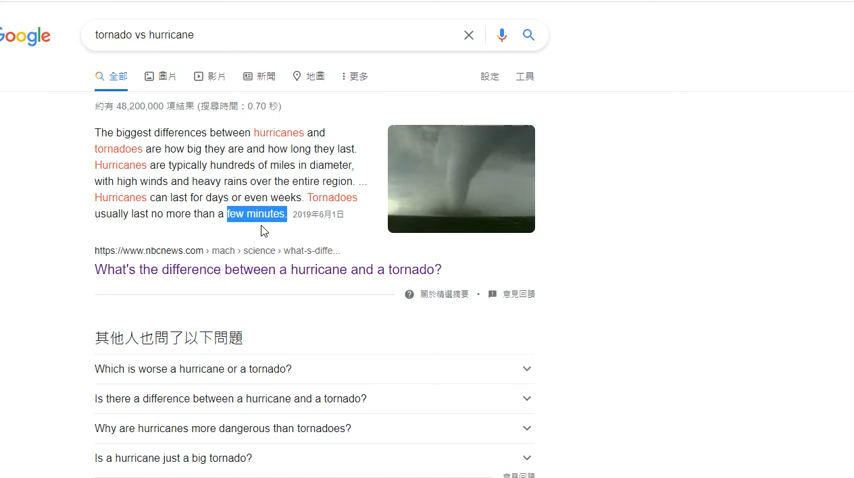 Google
tornado vs hurricane
全部 圖片 影片 新聞 地圖 更多 設定 工具
約有 48,200,000 項結果 (搜尋時間：0.70 秒)
The biggest differences between hurricanes and
tornadoes are how big they are and how long they last.
Hurricanes are typically hundreds of miles in diameter,
with high winds and heavy rains over the entire region. ...
Hurricanes can last for days or even weeks. Tornadoes
usually last no more than a few minutes. 2019年6月1日
https://www.nbcnews.com › mach › science › what-s-diffe...
What's the difference between a hurricane and a tornado?
關於精選摘要 • 意見回饋
其他人也問了以下問題
Which is worse a hurricane or a tornado?
Is there a difference between a hurricane and a tornado?
Why are hurricanes more dangerous than tornadoes?
Is a hurricane just a big tornado?
意見回饋